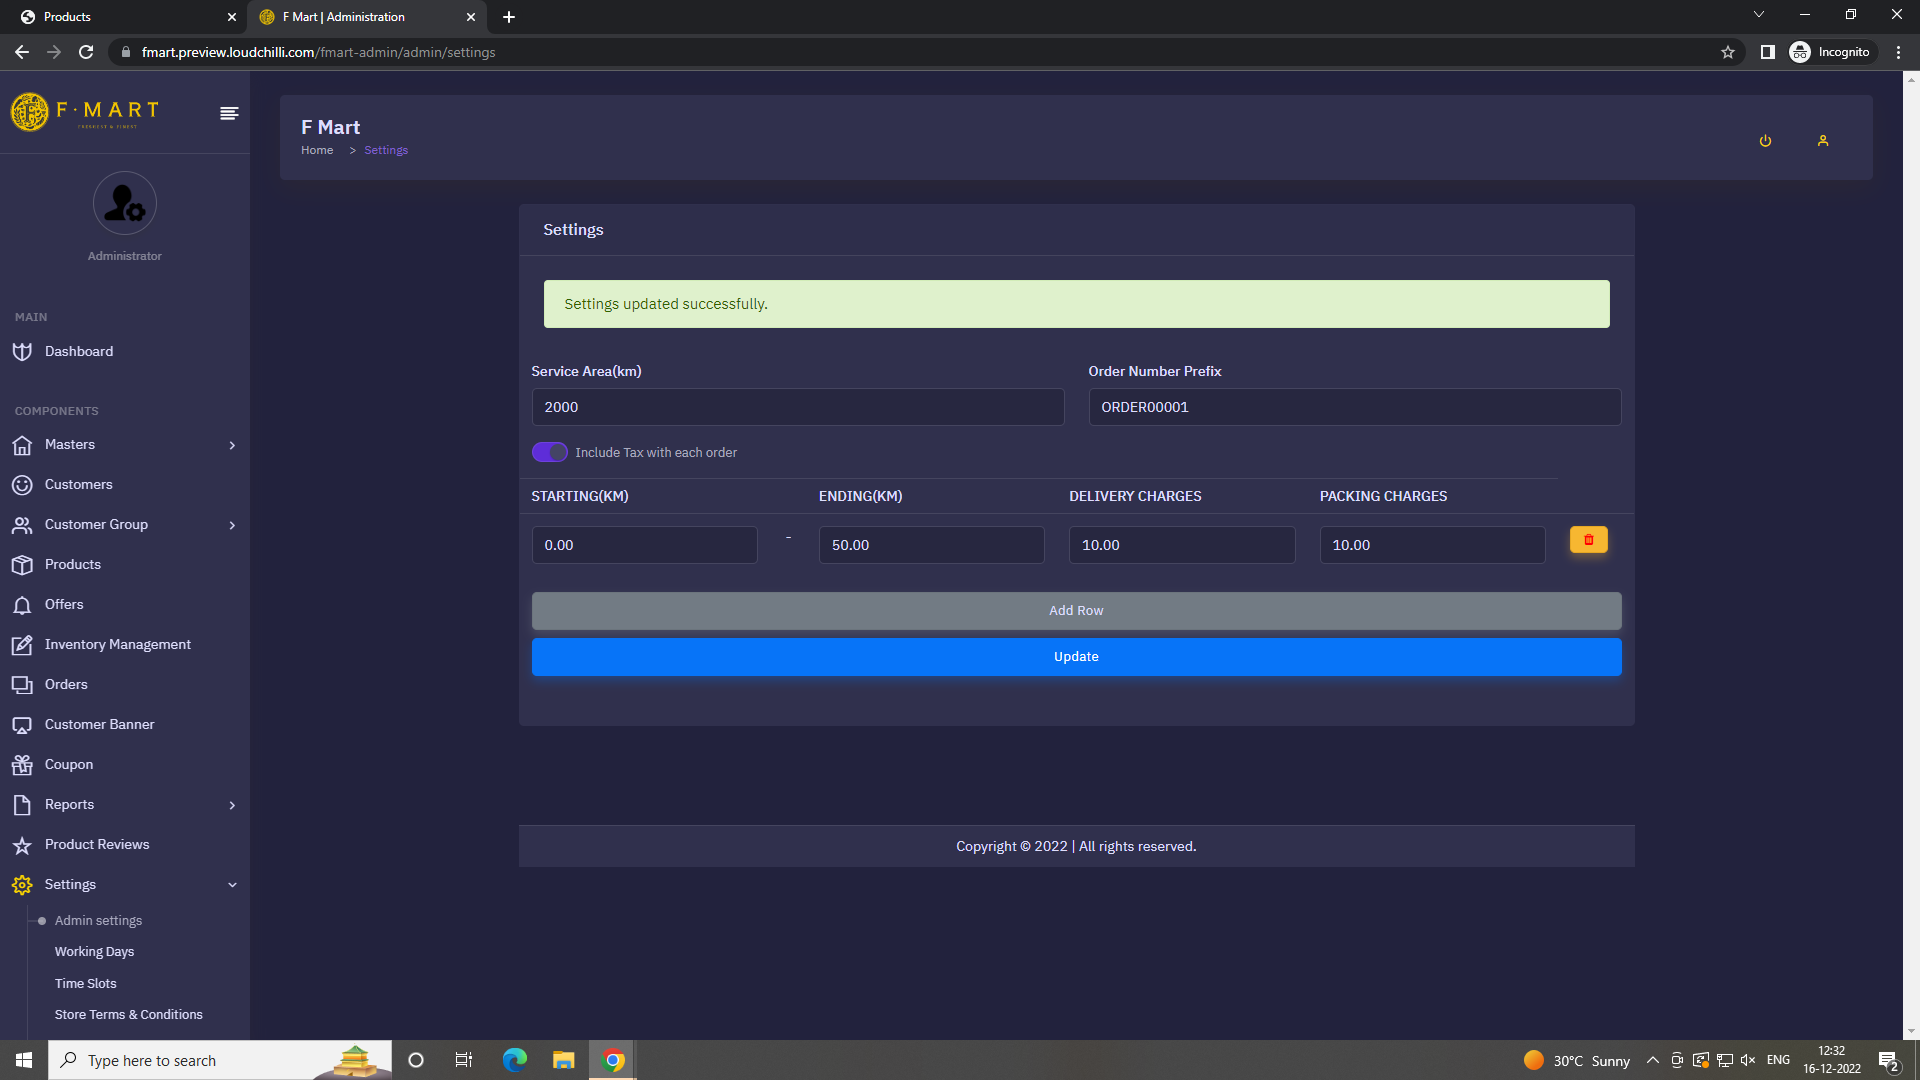 Products
F Mart | Administration
fmart.preview.loudchilli.com/fmart-admin/admin/settings
Incognito
F·MART
F Mart
Home > Settings
Administrator
Settings
Settings updated successfully.
MAIN
Dashboard
Service Area(km)
Order Number Prefix
2000
ORDER00001
Include Tax with each order
COMPONENTS
Masters
Customers
Customer Group
Products
Offers
Inventory Management
Orders
Customer Banner
Coupon
Reports
Product Reviews
Settings
Admin settings
Working Days
Time Slots
Store Terms & Conditions
STARTING(KM) ENDING(KM) DELIVERY CHARGES PACKING CHARGES
0.00 - 50.00 10.00 10.00
Add Row
Update
Copyright © 2022 | All rights reserved.
Type here to search
30°C Sunny
ENG
12:32
16-12-2022
2